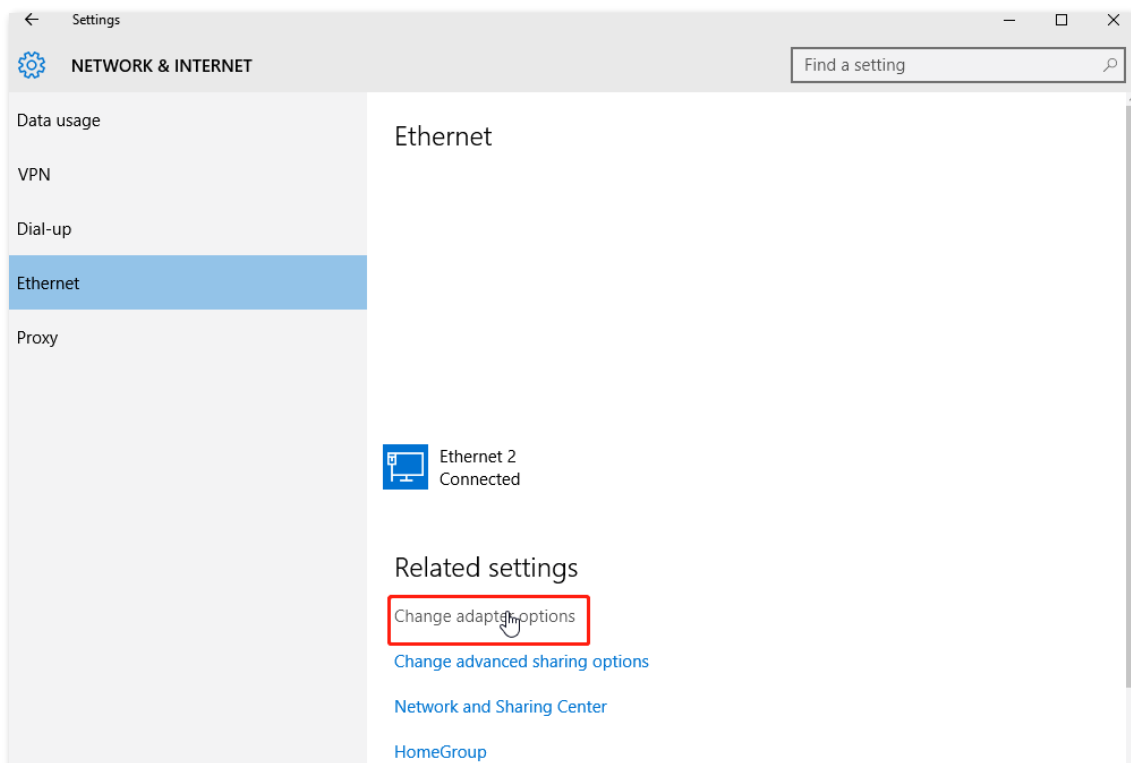 Settings
NETWORK & INTERNET
Find a setting
Data usage
VPN
Dial-up
Ethernet
Proxy
Ethernet
Ethernet 2
Connected
Related settings
Change adapter options
Change advanced sharing options
Network and Sharing Center
HomeGroup